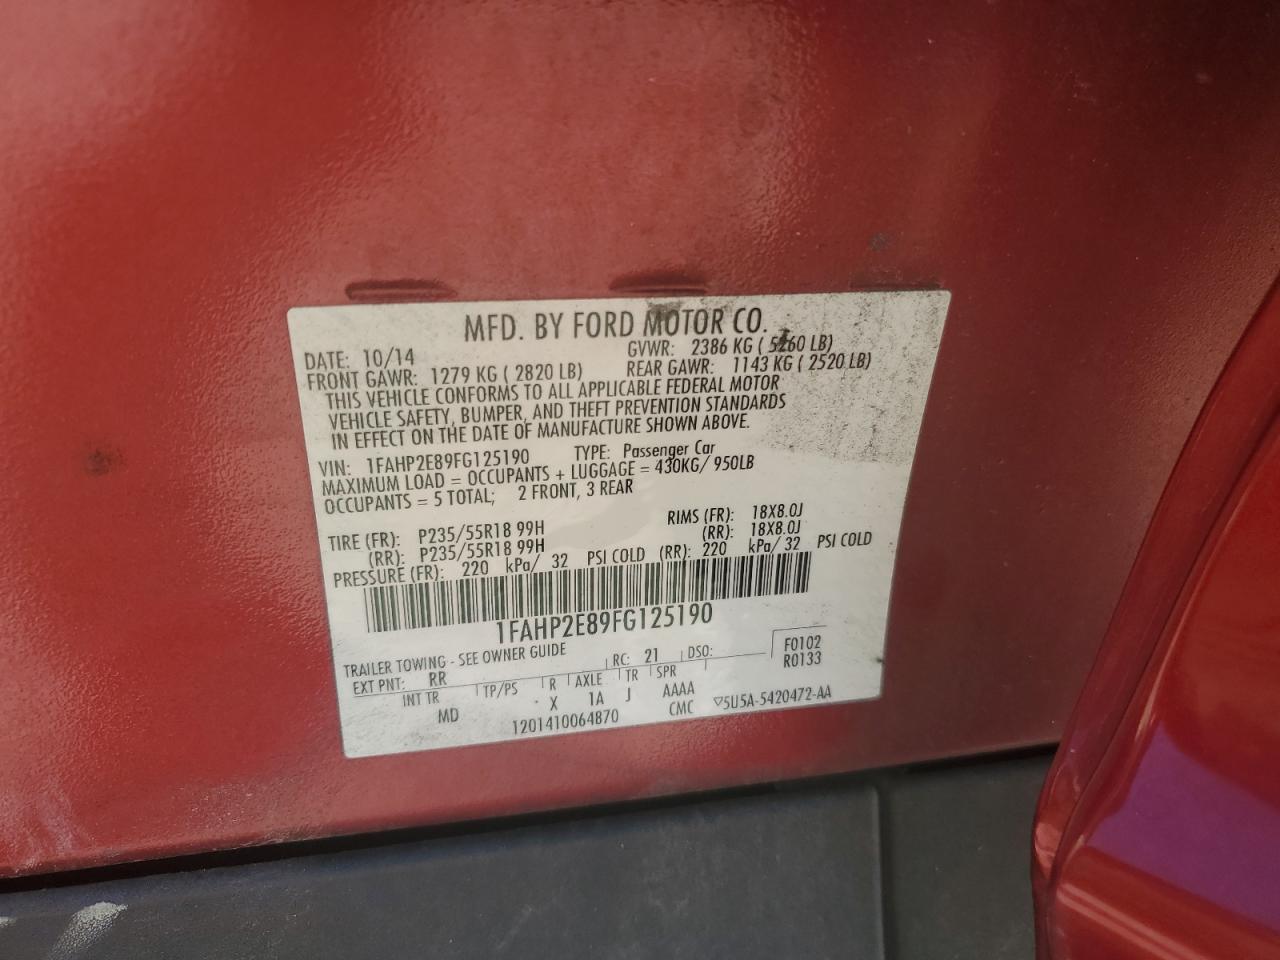 MFD. BY FORD MOTOR CO.
DATE: 10/14 GVWR: 2386 KG ( 5260 LB)
FRONT GAWR: 1279 KG ( 2820 LB) REAR GAWR: 1143 KG ( 2520 LB)
THIS VEHICLE CONFORMS TO ALL APPLICABLE FEDERAL MOTOR
VEHICLE SAFETY, BUMPER, AND THEFT PREVENTION STANDARDS
IN EFFECT ON THE DATE OF MANUFACTURE SHOWN ABOVE.
VIN: 1FAHP2E89FG125190 TYPE: Passenger Car
MAXIMUM LOAD = OCCUPANTS + LUGGAGE = 430KG/ 950LB
OCCUPANTS = 5 TOTAL; 2 FRONT, 3 REAR
TIRE (FR): P235/55R18 99H RIMS (FR): 18X8.0J
(RR): P235/55R18 99H (RR): 18X8.0J
PRESSURE (FR): 220 kPa/ 32 PSI COLD (RR): 220 kPa/ 32 PSI COLD
1FAHP2E89FG125190
TRAILER TOWING - SEE OWNER GUIDE F0102
EXT PNT: RR RC: 21 DSO: R0133
INT TR TP/PS R AXLE TR SPR
MD X 1A J AAAA ▽5U5A-5420472-AA
1201410064870 CMC